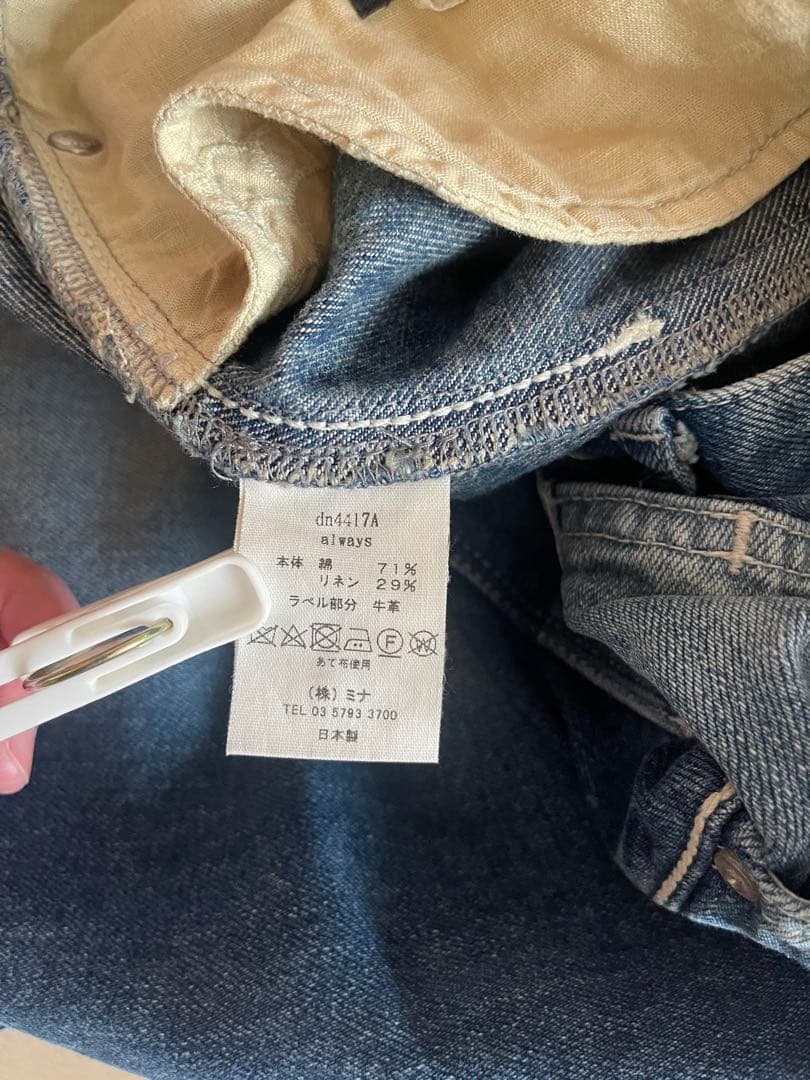 dn4417A
always
本体 綿 71%
リネン 29%
ラベル部分 牛革
F W
あて布使用
(株)ミナ
TEL 03 5793 3700
日本製